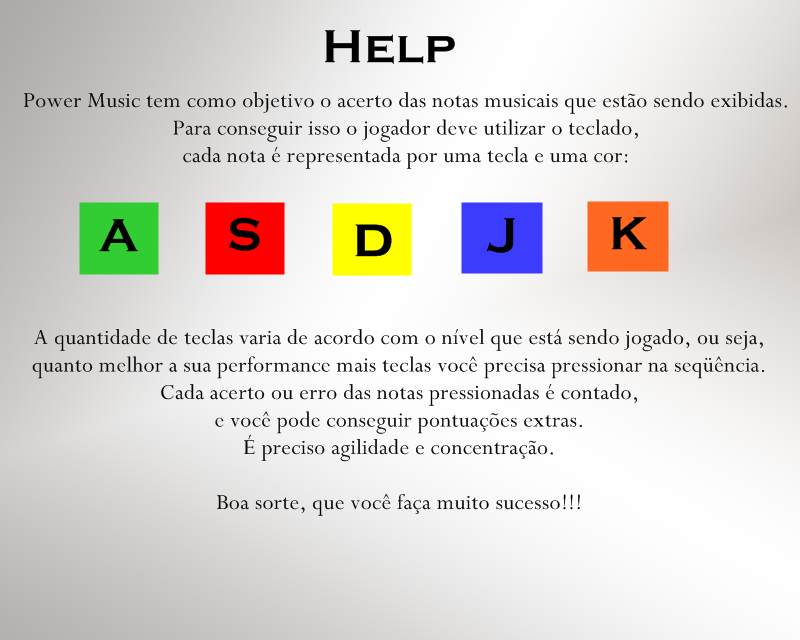 HELP
Power Music tem como objetivo o acerto das notas musicais que estão sendo exibidas.
Para conseguir isso o jogador deve utilizar o teclado,
cada nota é representada por uma tecla e uma cor:
A S D J K
A quantidade de teclas varia de acordo com o nível que está sendo jogado, ou seja,
quanto melhor a sua performance mais teclas você precisa pressionar na seqüência.
Cada acerto ou erro das notas pressionadas é contado,
e você pode conseguir pontuações extras.
É preciso agilidade e concentração.
Boa sorte, que você faça muito sucesso!!!